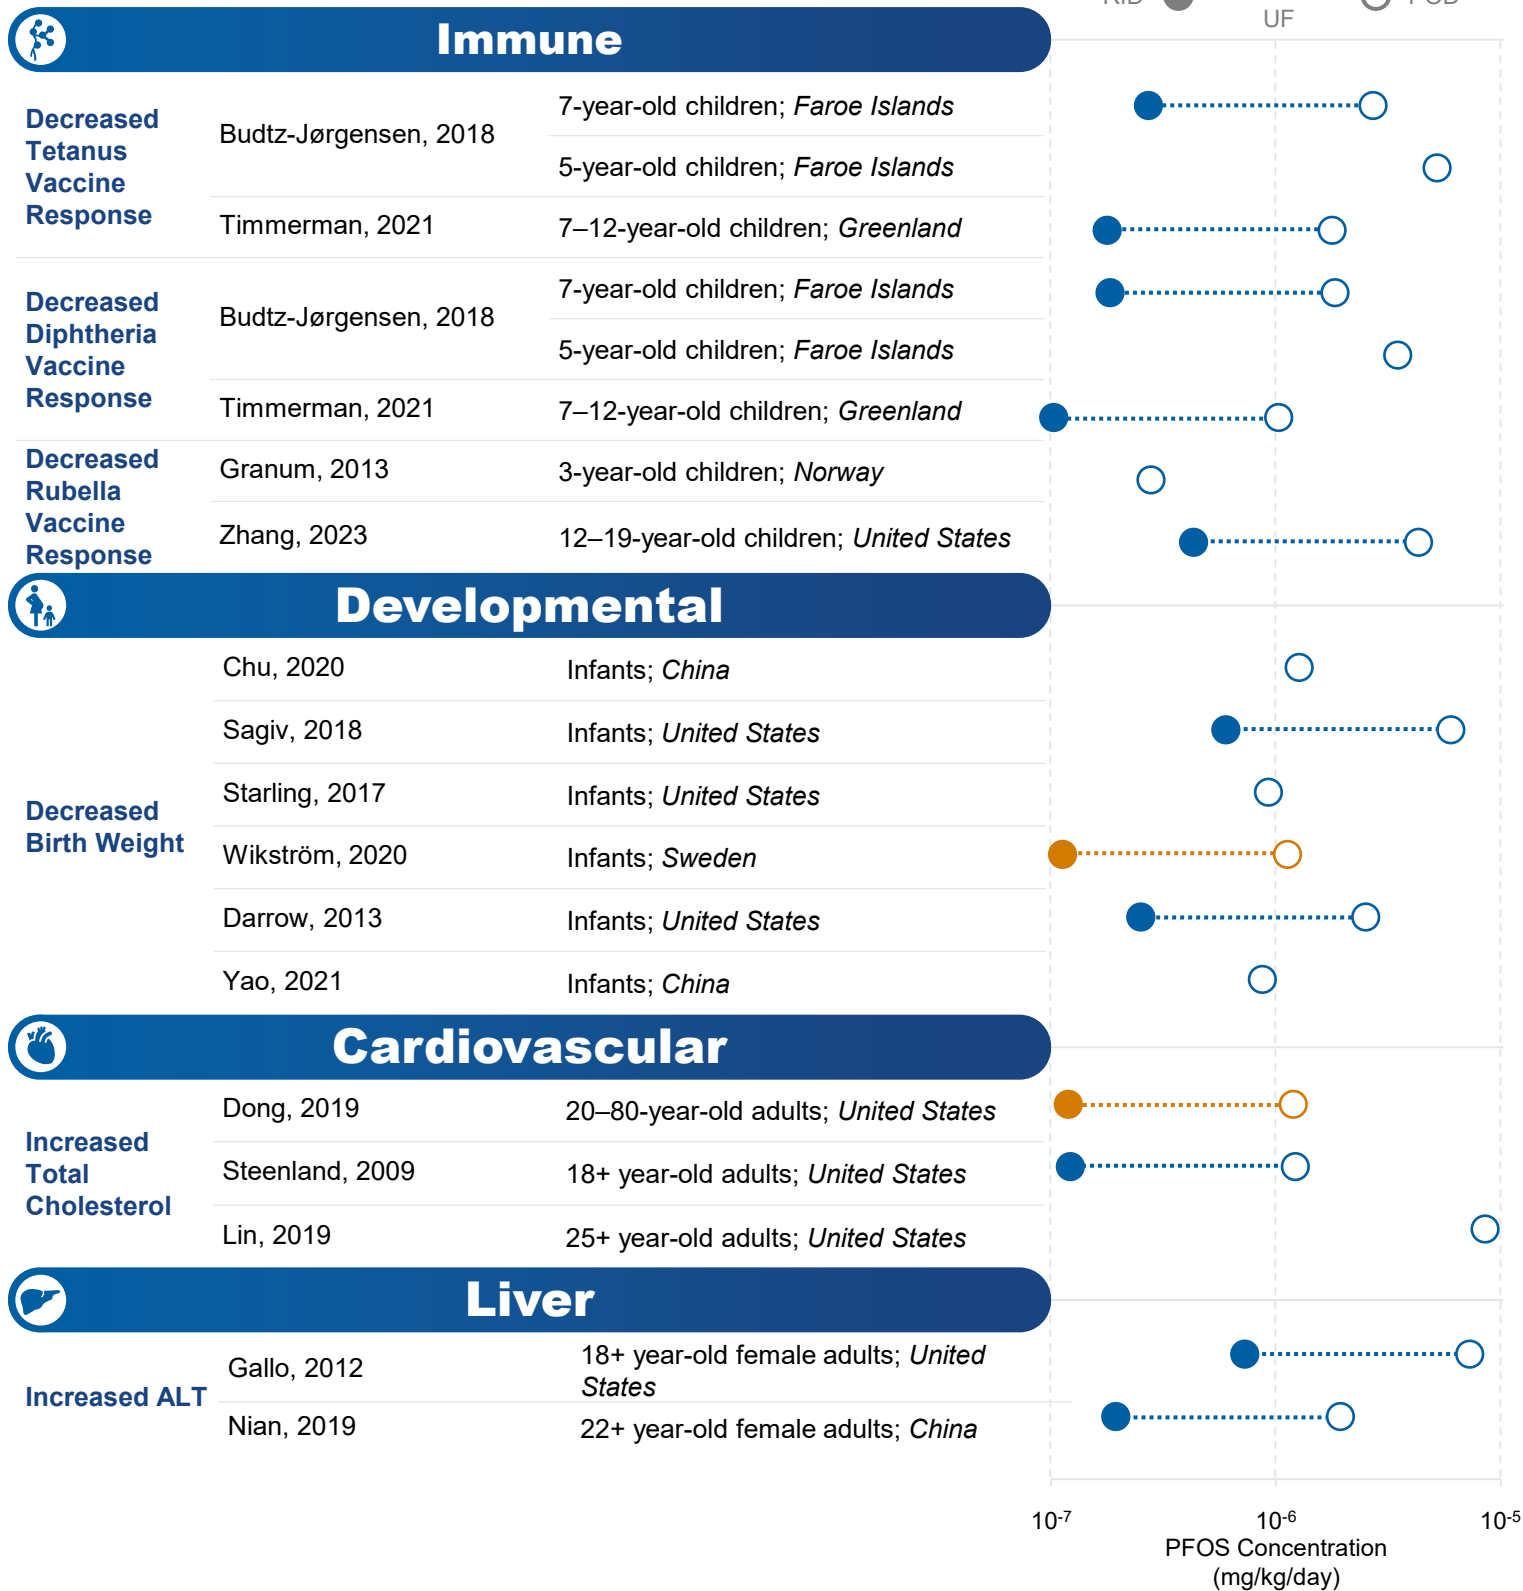 UF
Immune
Decreased
Tetanus
Vaccine
Response
Budtz-Jørgensen, 2018
7-year-old children; Faroe Islands
5-year-old children; Faroe Islands
Timmerman, 2021
7–12-year-old children; Greenland
Decreased
Diphtheria
Vaccine
Response
Budtz-Jørgensen, 2018
7-year-old children; Faroe Islands
5-year-old children; Faroe Islands
Timmerman, 2021
7–12-year-old children; Greenland
Decreased
Rubella
Vaccine
Response
Granum, 2013
3-year-old children; Norway
Zhang, 2023
12–19-year-old children; United States
Developmental
Decreased
Birth Weight
Chu, 2020
Infants; China
Sagiv, 2018
Infants; United States
Starling, 2017
Infants; United States
Wikström, 2020
Infants; Sweden
Darrow, 2013
Infants; United States
Yao, 2021
Infants; China
Cardiovascular
Increased
Total
Cholesterol
Dong, 2019
20–80-year-old adults; United States
Steenland, 2009
18+ year-old adults; United States
Lin, 2019
25+ year-old adults; United States
Liver
Increased ALT
Gallo, 2012
18+ year-old female adults; United
States
Nian, 2019
22+ year-old female adults; China
10⁻⁷ 10⁻⁶ 10⁻⁵
PFOS Concentration
(mg/kg/day)